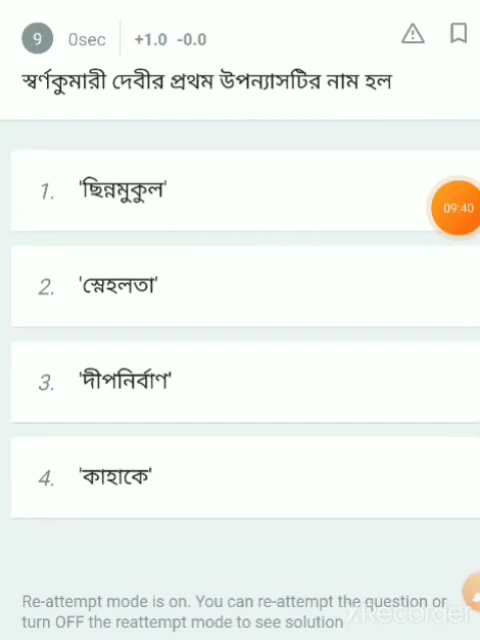 9 0sec +1.0 -0.0
স্বর্ণকুমারী দেবীর প্রথম উপন্যাসটির নাম হল
1. 'ছিন্নমুকুল'
09:40
2. 'স্নেহলতা'
3. 'দীপনির্বাণ'
4. 'কাহাকে'
Re-attempt mode is on. You can re-attempt the question or
turn OFF the reattempt mode to see solution
XRecorder